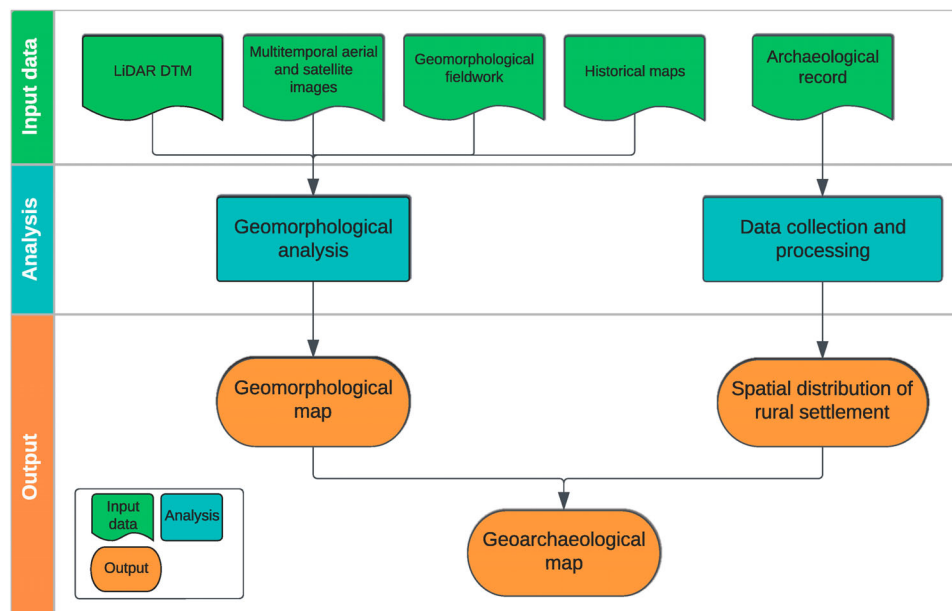 Input data
LiDAR DTM
Multitemporal aerial
and satellite
images
Geomorphological
fieldwork
Historical maps
Archaeological
record
Analysis
Geomorphological
analysis
Data collection and
processing
Output
Geomorphological
map
Spatial distribution of
rural settlement
Geoarchaeological
map
Input
data
Analysis
Output